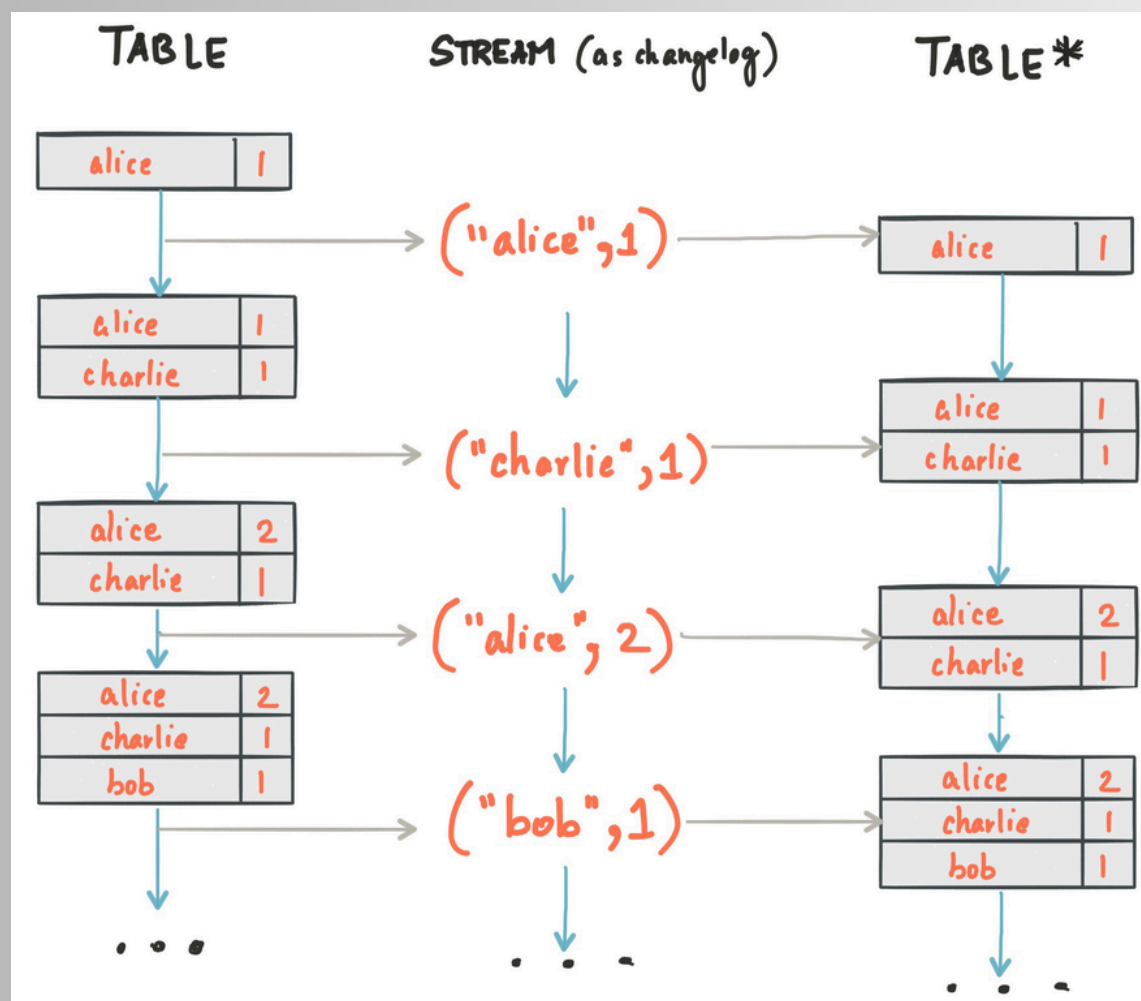 TABLE
STREAM (as changelog)
TABLE*
alice 1
("alice",1)
alice 1
alice 1
charlie 1
("charlie",1)
alice 1
charlie 1
alice 2
charlie 1
("alice", 2)
alice 2
charlie 1
alice 2
charlie 1
bob 1
("bob",1)
alice 2
charlie 1
bob 1
...
...
...